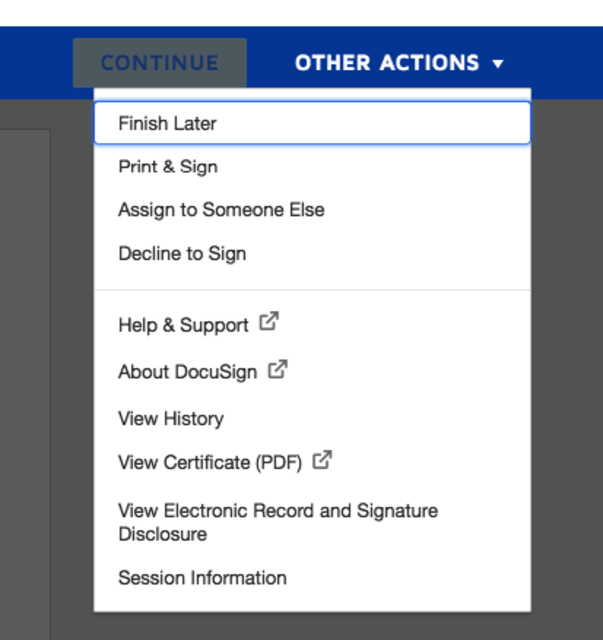 CONTINUE
OTHER ACTIONS
Finish Later
Print & Sign
Assign to Someone Else
Decline to Sign
Help & Support
About DocuSign
View History
View Certificate (PDF)
View Electronic Record and Signature
Disclosure
Session Information